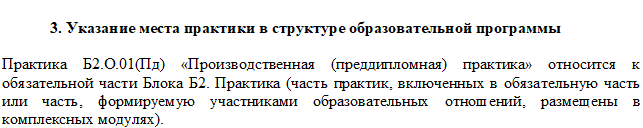 3. Указание места практики в структуре образовательной программы
Практика Б2.О.01(Пд) «Производственная (преддипломная) практика» относится к
обязательной части Блока Б2. Практика (часть практик, включенных в обязательную часть
или часть, формируемую участниками образовательных отношений, размещены в
комплексных модулях).